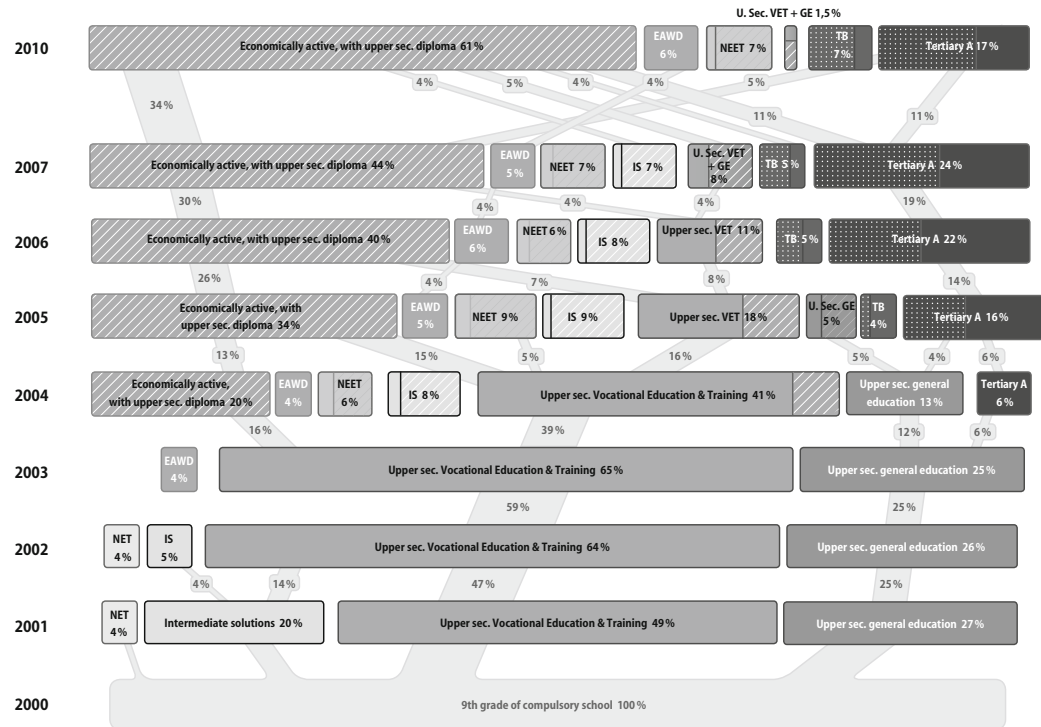 U. Sec. VET + GE 1,5 %
2010
Economically active, with upper sec. diploma 61 %
EAWD
6 %
NEET 7 %
TB
7 %
Tertiary A 17 %
4 %
5 %
4 %
4 %
5 %
34 %
11 %
11 %
2007
Economically active, with upper sec. diploma 44 %
EAWD
5 %
NEET 7 %
IS 7 %
U. Sec. VET
+ GE
8 %
TB 5 %
Tertiary A 24 %
30 %
4 %
4 %
4 %
19 %
2006
Economically active, with upper sec. diploma 40 %
EAWD
6 %
NEET 6 %
IS 8 %
Upper sec. VET 11 %
TB 5 %
Tertiary A 22 %
26 %
4 %
7 %
8 %
14 %
2005
Economically active, with
upper sec. diploma 34 %
EAWD
5 %
NEET 9 %
IS 9 %
Upper sec. VET 18 %
U. Sec. GE
5 %
TB
4 %
Tertiary A 16 %
13 %
15 %
5 %
16 %
5 %
4 %
6 %
2004
Economically active,
with upper sec. diploma 20 %
EAWD
4 %
NEET
6 %
IS 8 %
Upper sec. Vocational Education & Training 41 %
Upper sec. general
education 13 %
Tertiary A
6 %
16 %
39 %
12 %
6 %
2003
EAWD
4 %
Upper sec. Vocational Education & Training 65 %
Upper sec. general education 25 %
59 %
25 %
2002
NET
4 %
IS
5 %
Upper sec. Vocational Education & Training 64 %
Upper sec. general education 26 %
4 %
14 %
47 %
25 %
2001
NET
4 %
Intermediate solutions 20 %
Upper sec. Vocational Education & Training 49 %
Upper sec. general education 27 %
2000
9th grade of compulsory school 100 %